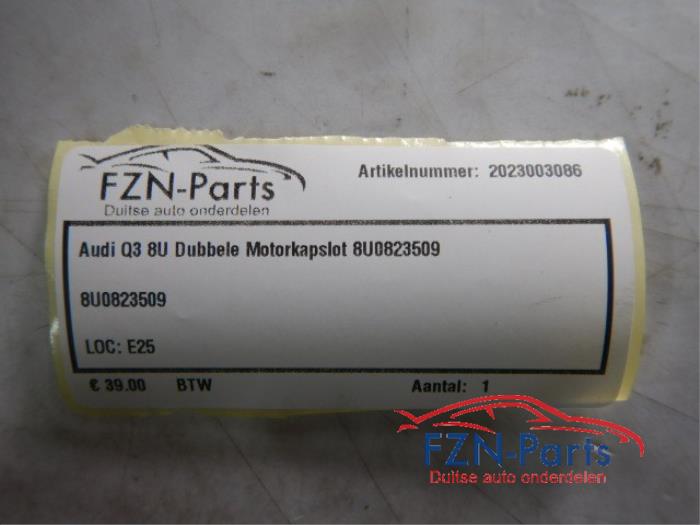 FZN-Parts
Duitse auto onderdelen
Artikelnummer: 2023003086
Audi Q3 8U Dubbele Motorkapslot 8U0823509
8U0823509
LOC: E25
€ 39.00 BTW Aantal: 1
FZN-Parts
Duitse auto onderdelen